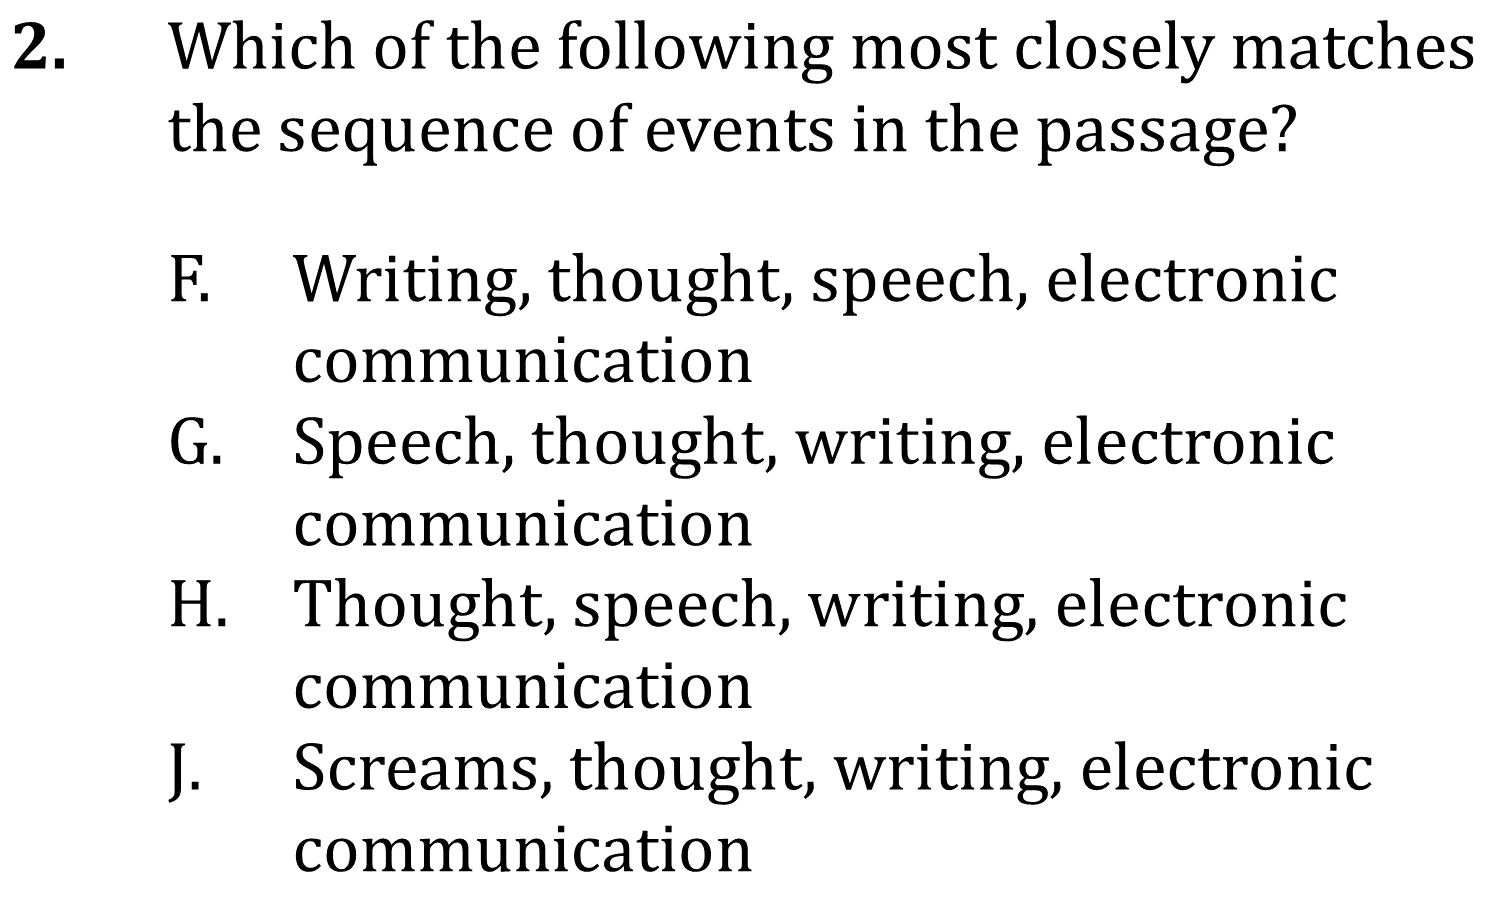 2. Which of the following most closely matches
the sequence of events in the passage?
F. Writing, thought, speech, electronic
communication
G. Speech, thought, writing, electronic
communication
H. Thought, speech, writing, electronic
communication
J. Screams, thought, writing, electronic
communication